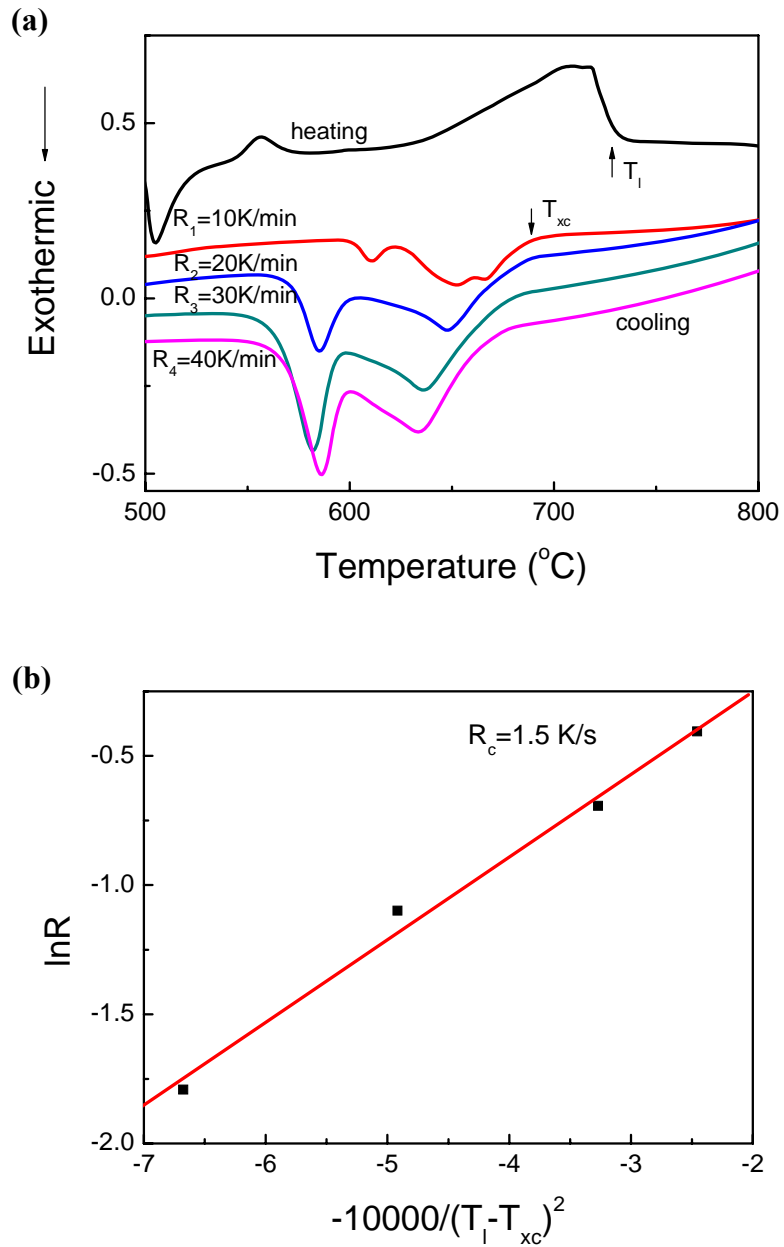 (a)
Exothermic
0.5
0.0
-0.5
heating
T_l
T_xc
R_1=10K/min
R_2=20K/min
R_3=30K/min
R_4=40K/min
cooling
500 600 700 800
Temperature (°C)
(b)
lnR
-0.5
-1.0
-1.5
-2.0
R_c=1.5 K/s
-7 -6 -5 -4 -3 -2
-10000/(T_l-T_xc)^2